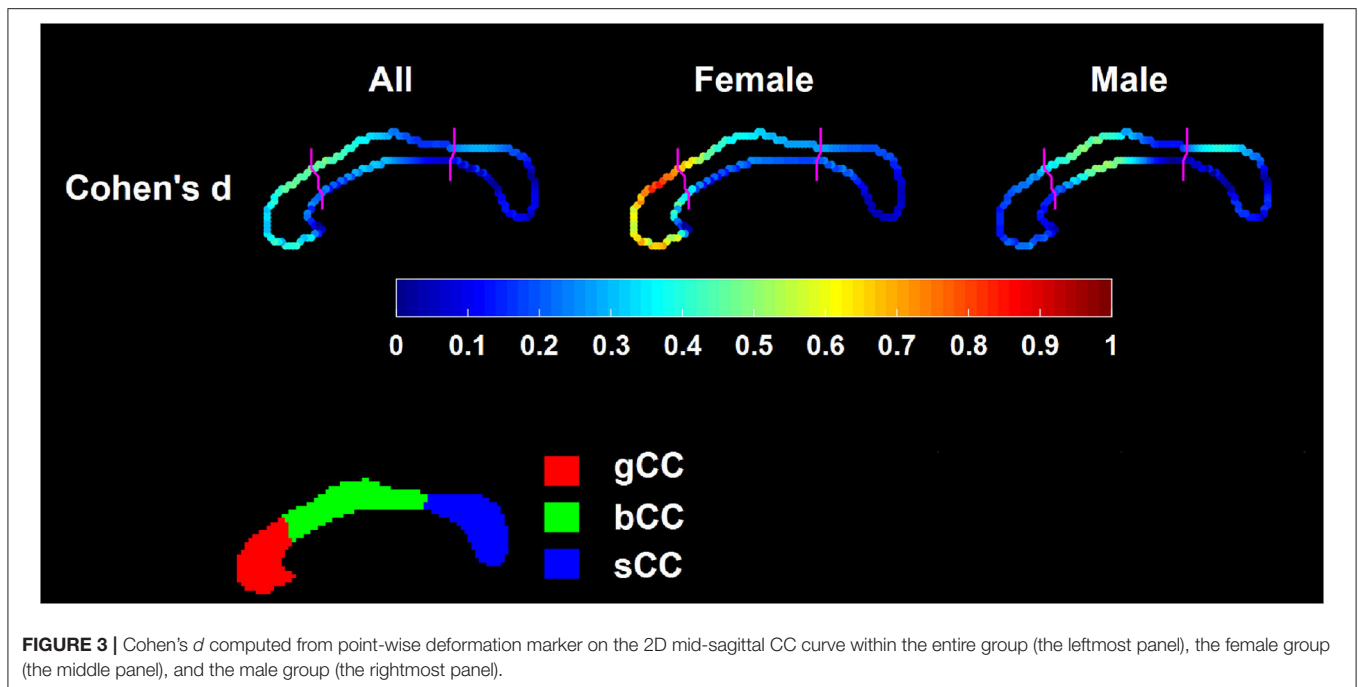 All Female Male
Cohen's d
0 0.1 0.2 0.3 0.4 0.5 0.6 0.7 0.8 0.9 1
gCC
bCC
sCC
FIGURE 3 | Cohen's d computed from point-wise deformation marker on the 2D mid-sagittal CC curve within the entire group (the leftmost panel), the female group
(the middle panel), and the male group (the rightmost panel).